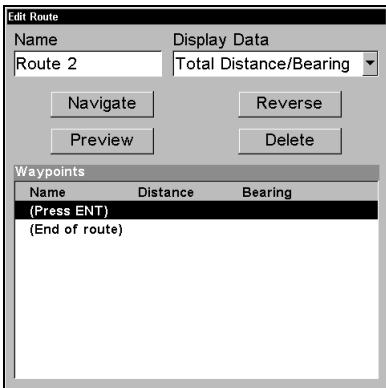 Edit Route
Name Display Data
Route 2 Total Distance/Bearing
Navigate Reverse
Preview Delete
Waypoints
Name Distance Bearing
(Press ENT)
(End of route)